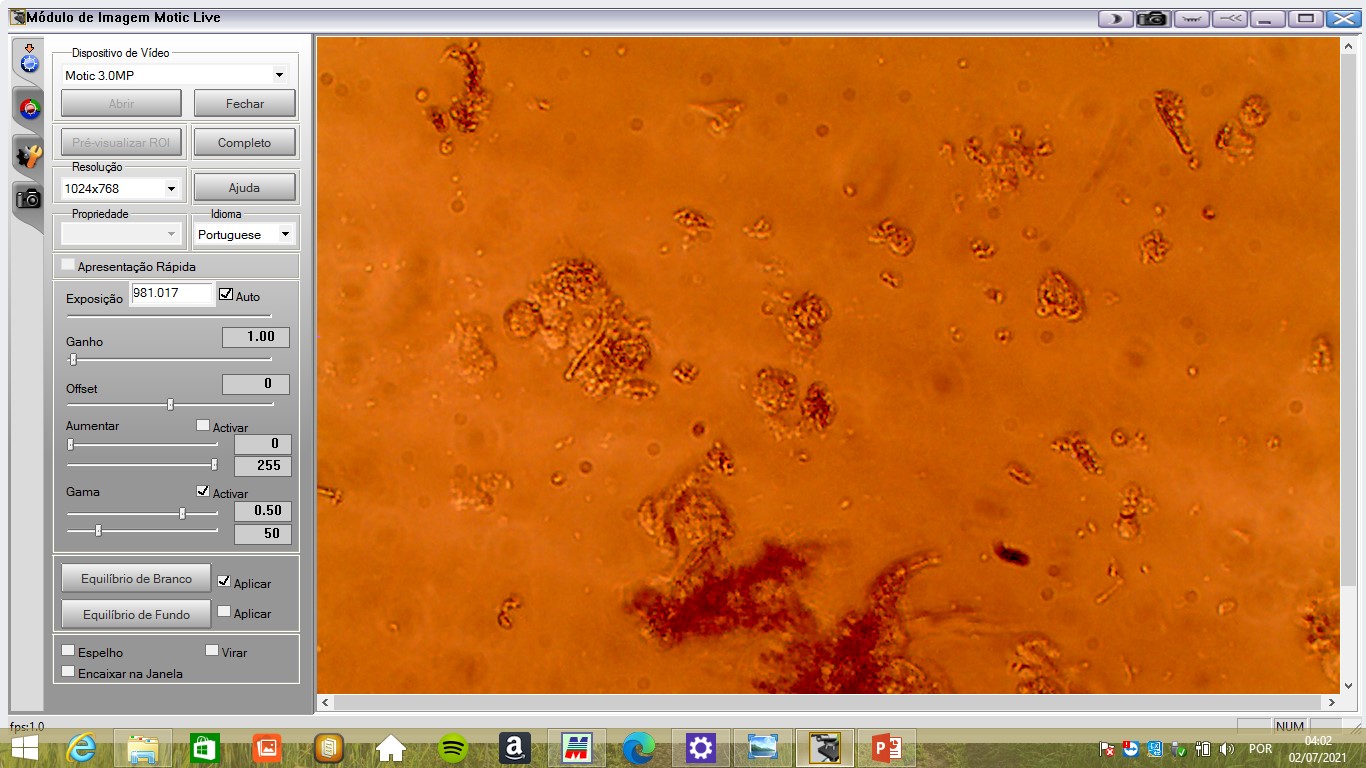 Módulo de Imagem Motic Live
Dispositivo de Vídeo
Motic 3.0MP
Abrir
Fechar
Pré-visualizar ROI
Completo
Resolução
1024x768
Ajuda
Propriedade
Idioma
Portuguese
Apresentação Rápida
Exposição
981.017
Auto
Ganho
1.00
Offset
0
Aumentar
Activar
0
255
Gama
Activar
0.50
50
Equilíbrio de Branco
Aplicar
Equilíbrio de Fundo
Aplicar
Espelho
Virar
Encaixar na Janela
fps:1.0
NUM
POR
04:02
02/07/2021